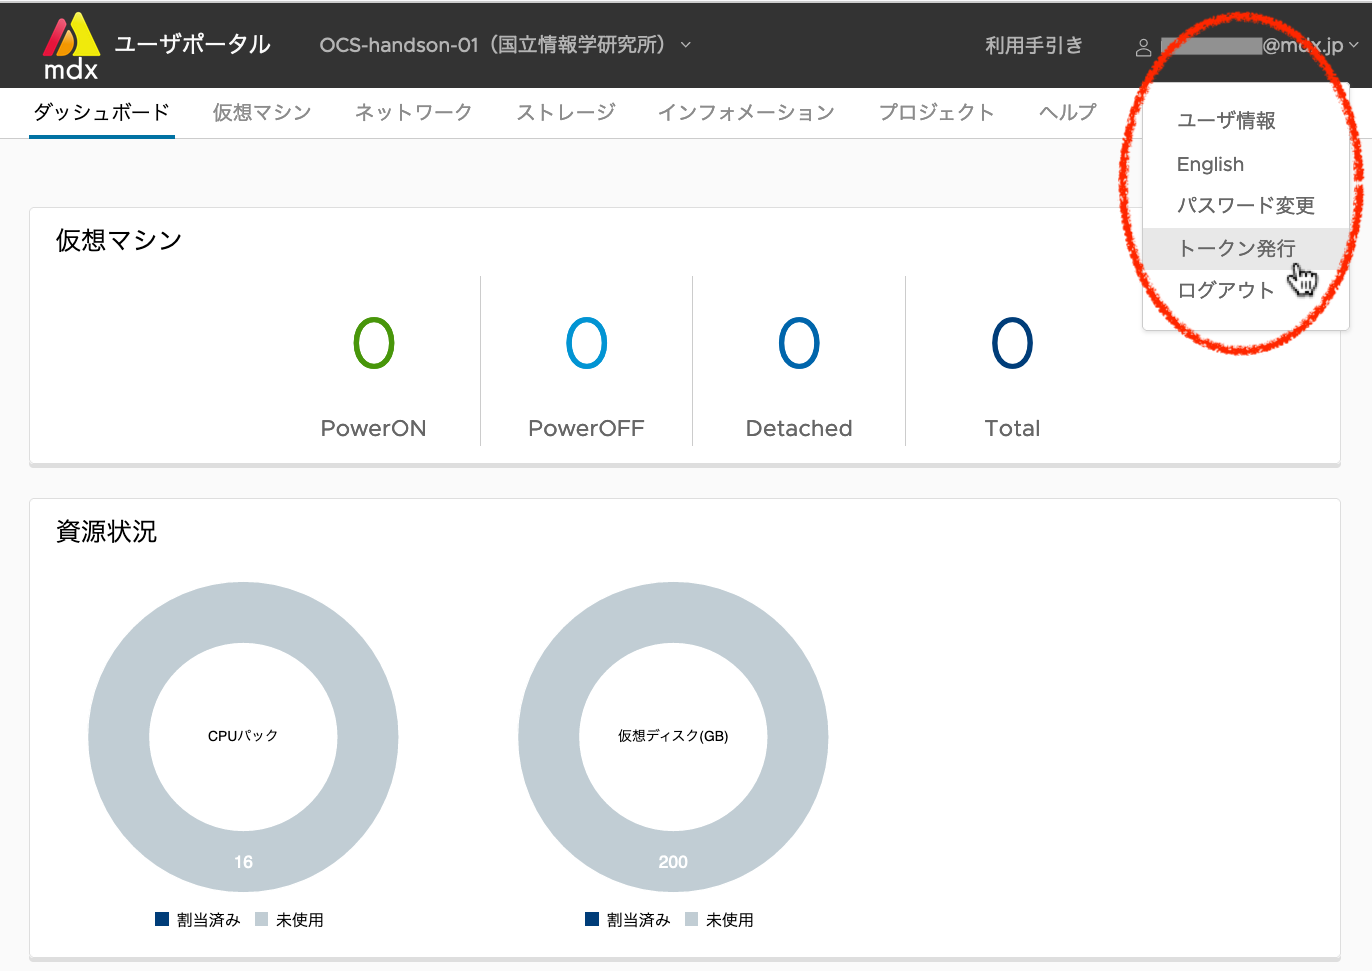 mdx
ユーザポータル
OCS-handson-01（国立情報学研究所）
利用手引き
@mdx.jp
ダッシュボード 仮想マシン ネットワーク ストレージ インフォメーション プロジェクト ヘルプ
ユーザ情報
English
パスワード変更
トークン発行
ログアウト
仮想マシン
0 0 0 0
PowerON PowerOFF Detached Total
資源状況
CPUパック
16
割当済み 未使用
仮想ディスク(GB)
200
割当済み 未使用